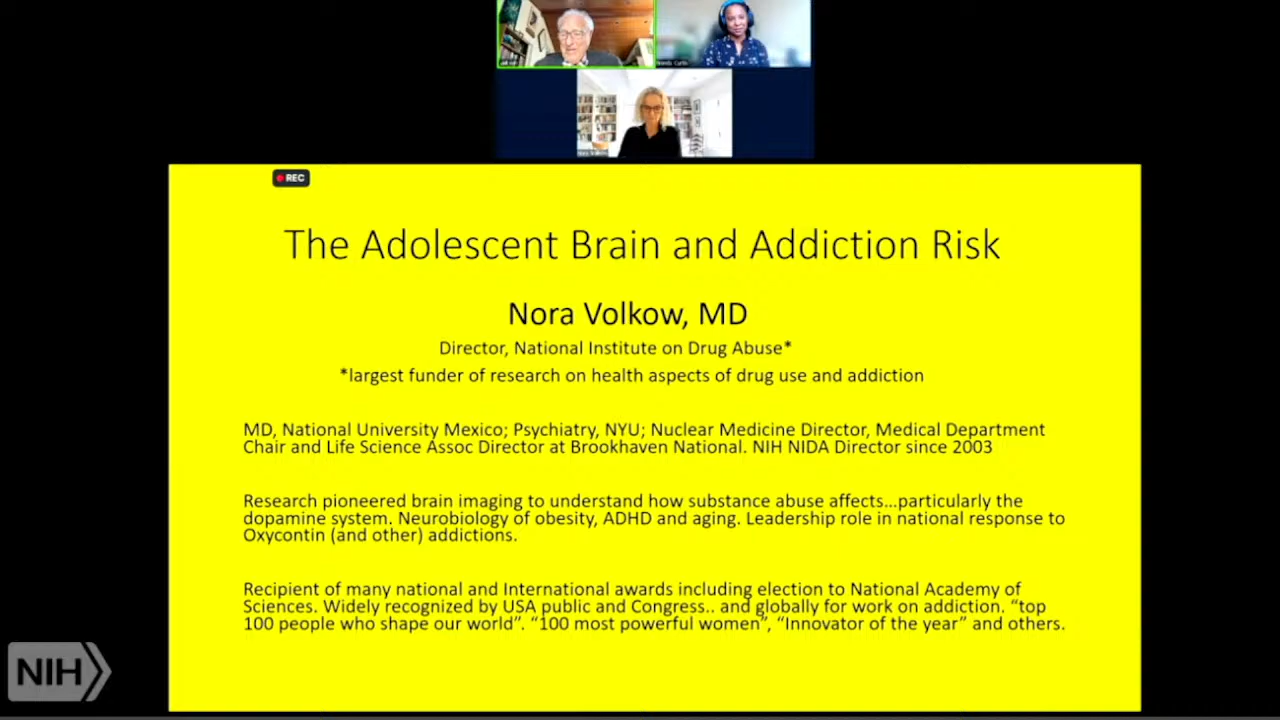 REC
The Adolescent Brain and Addiction Risk
Nora Volkow, MD
Director, National Institute on Drug Abuse*
*largest funder of research on health aspects of drug use and addiction
MD, National University Mexico; Psychiatry, NYU; Nuclear Medicine Director, Medical Department
Chair and Life Science Assoc Director at Brookhaven National. NIH NIDA Director since 2003
Research pioneered brain imaging to understand how substance abuse affects...particularly the
dopamine system. Neurobiology of obesity, ADHD and aging. Leadership role in national response to
Oxycontin (and other) addictions.
Recipient of many national and International awards including election to National Academy of
Sciences. Widely recognized by USA public and Congress.. and globally for work on addiction. “top
100 people who shape our world”. “100 most powerful women”, “Innovator of the year” and others.
NIH